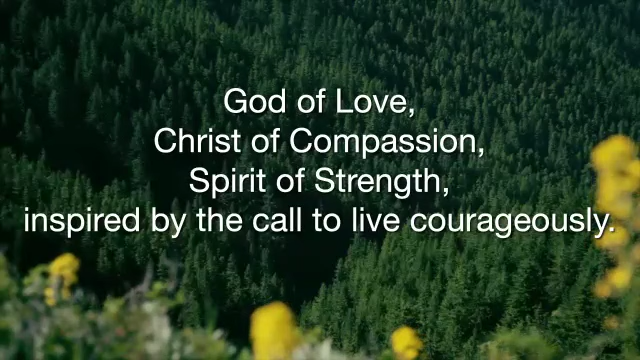 God of Love,
Christ of Compassion,
Spirit of Strength,
inspired by the call to live courageously.